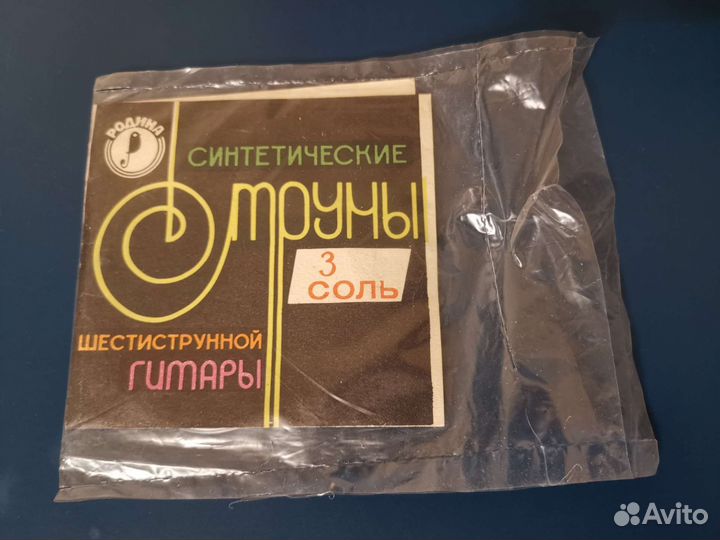 РОДИНА
СИНТЕТИЧЕСКИЕ
Струны
3
СОЛЬ
ШЕСТИСТРУННОЙ
ГИТАРЫ
Avito